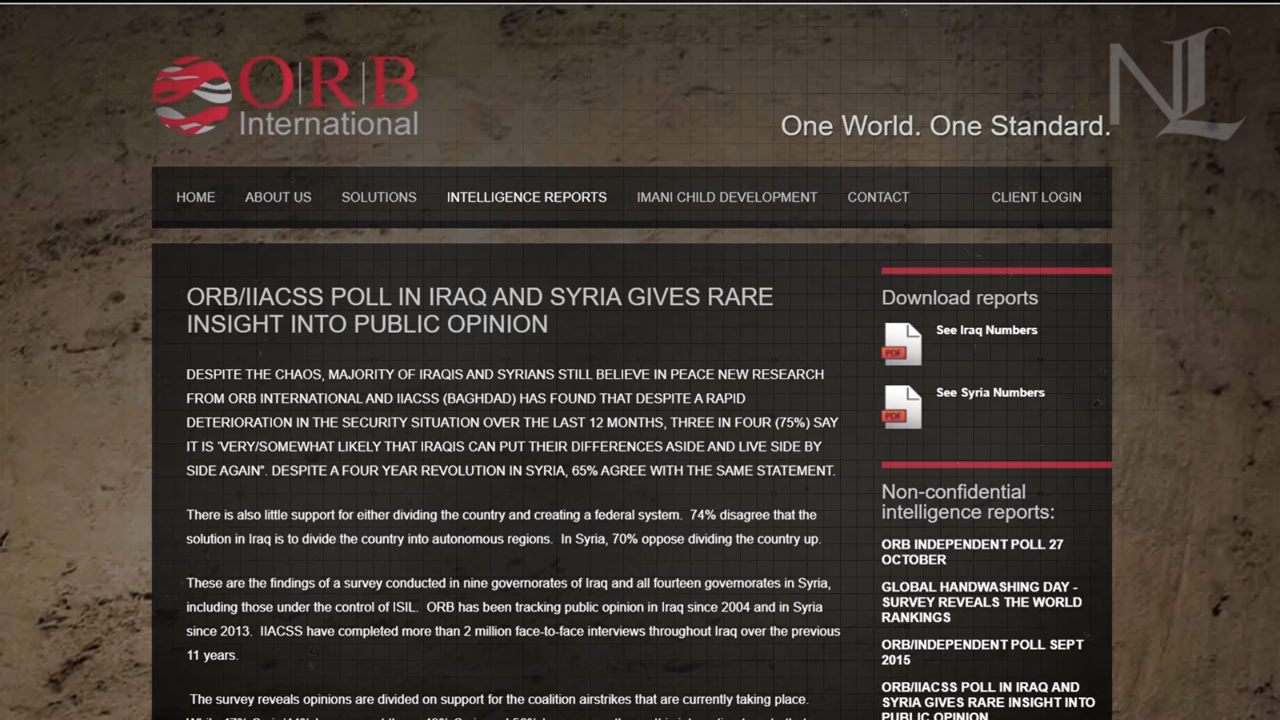 O|R|B
International
NL
One World. One Standard.
HOME ABOUT US SOLUTIONS INTELLIGENCE REPORTS IMANI CHILD DEVELOPMENT CONTACT CLIENT LOGIN
ORB/IIACSS POLL IN IRAQ AND SYRIA GIVES RARE
INSIGHT INTO PUBLIC OPINION
DESPITE THE CHAOS, MAJORITY OF IRAQIS AND SYRIANS STILL BELIEVE IN PEACE NEW RESEARCH
FROM ORB INTERNATIONAL AND IIACSS (BAGHDAD) HAS FOUND THAT DESPITE A RAPID
DETERIORATION IN THE SECURITY SITUATION OVER THE LAST 12 MONTHS, THREE IN FOUR (75%) SAY
IT IS 'VERY/SOMEWHAT LIKELY THAT IRAQIS CAN PUT THEIR DIFFERENCES ASIDE AND LIVE SIDE BY
SIDE AGAIN". DESPITE A FOUR YEAR REVOLUTION IN SYRIA, 65% AGREE WITH THE SAME STATEMENT.
There is also little support for either dividing the country and creating a federal system. 74% disagree that the
solution in Iraq is to divide the country into autonomous regions. In Syria, 70% oppose dividing the country up.
These are the findings of a survey conducted in nine governorates of Iraq and all fourteen governorates in Syria,
including those under the control of ISIL. ORB has been tracking public opinion in Iraq since 2004 and in Syria
since 2013. IIACSS have completed more than 2 million face-to-face interviews throughout Iraq over the previous
11 years.
The survey reveals opinions are divided on support for the coalition airstrikes that are currently taking place.
Download reports
PDF See Iraq Numbers
PDF See Syria Numbers
Non-confidential
intelligence reports:
ORB INDEPENDENT POLL 27
OCTOBER
GLOBAL HANDWASHING DAY -
SURVEY REVEALS THE WORLD
RANKINGS
ORB/INDEPENDENT POLL SEPT
2015
ORB/IIACSS POLL IN IRAQ AND
SYRIA GIVES RARE INSIGHT INTO
PUBLIC OPINION